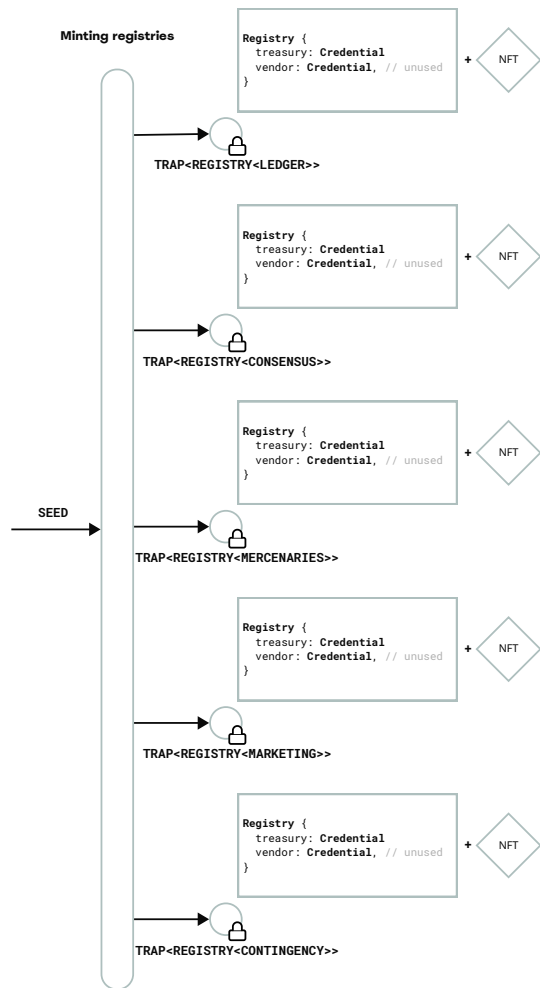 Minting registries
Registry {
treasury: Credential
vendor: Credential, // unused
}
+ NFT
TRAP<REGISTRY<LEDGER>>
Registry {
treasury: Credential
vendor: Credential, // unused
}
+ NFT
TRAP<REGISTRY<CONSENSUS>>
Registry {
treasury: Credential
vendor: Credential, // unused
}
+ NFT
SEED
TRAP<REGISTRY<MERCENARIES>>
Registry {
treasury: Credential
vendor: Credential, // unused
}
+ NFT
TRAP<REGISTRY<MARKETING>>
Registry {
treasury: Credential
vendor: Credential, // unused
}
+ NFT
TRAP<REGISTRY<CONTINGENCY>>